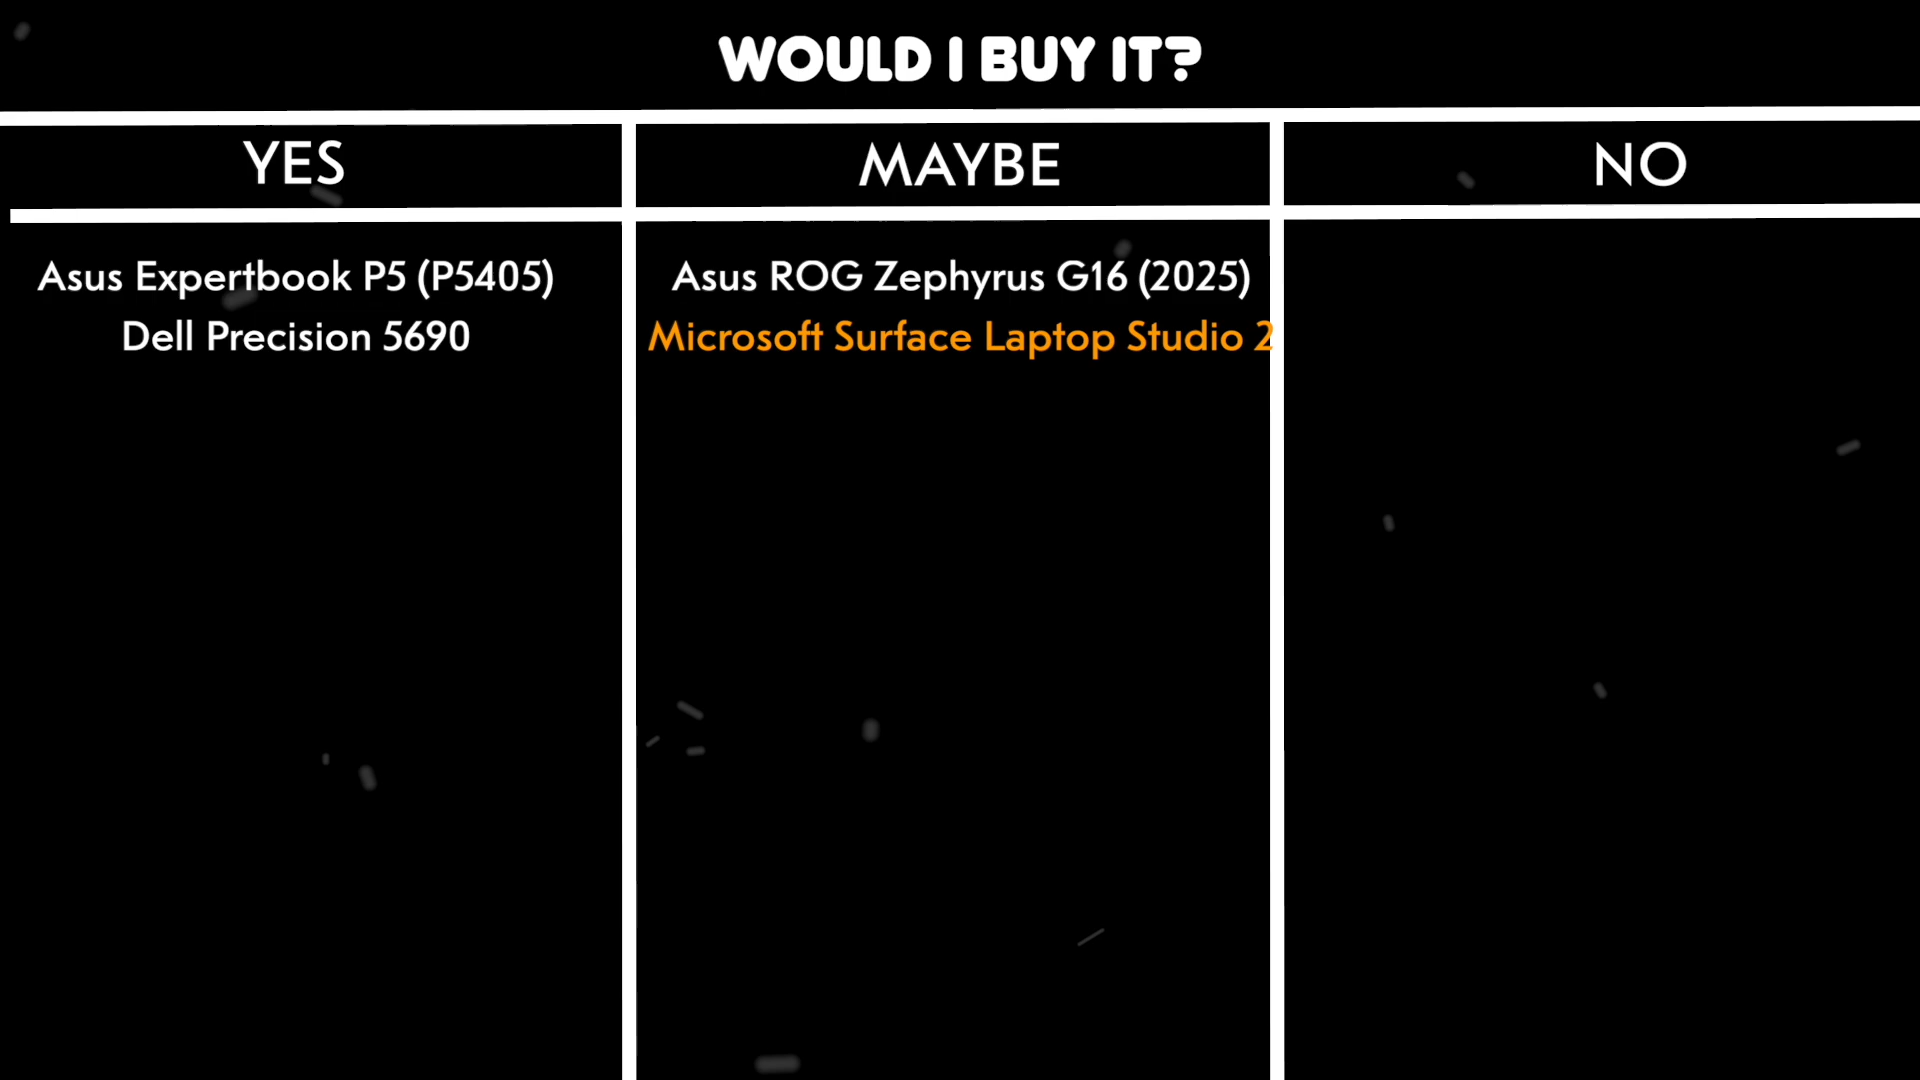 WOULD I BUY IT?
YES
MAYBE
NO
Asus Expertbook P5 (P5405)
Dell Precision 5690
Asus ROG Zephyrus G16 (2025)
Microsoft Surface Laptop Studio 2